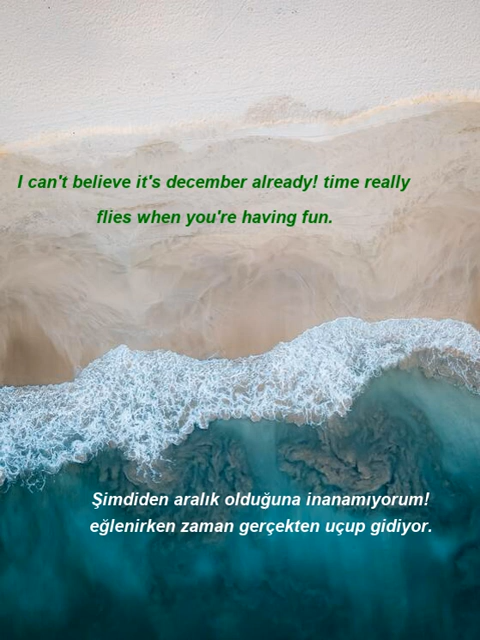 I can't believe it's december already! time really
flies when you're having fun.
Şimdiden aralık olduğuna inanamıyorum!
eğlenirken zaman gerçekten uçup gidiyor.